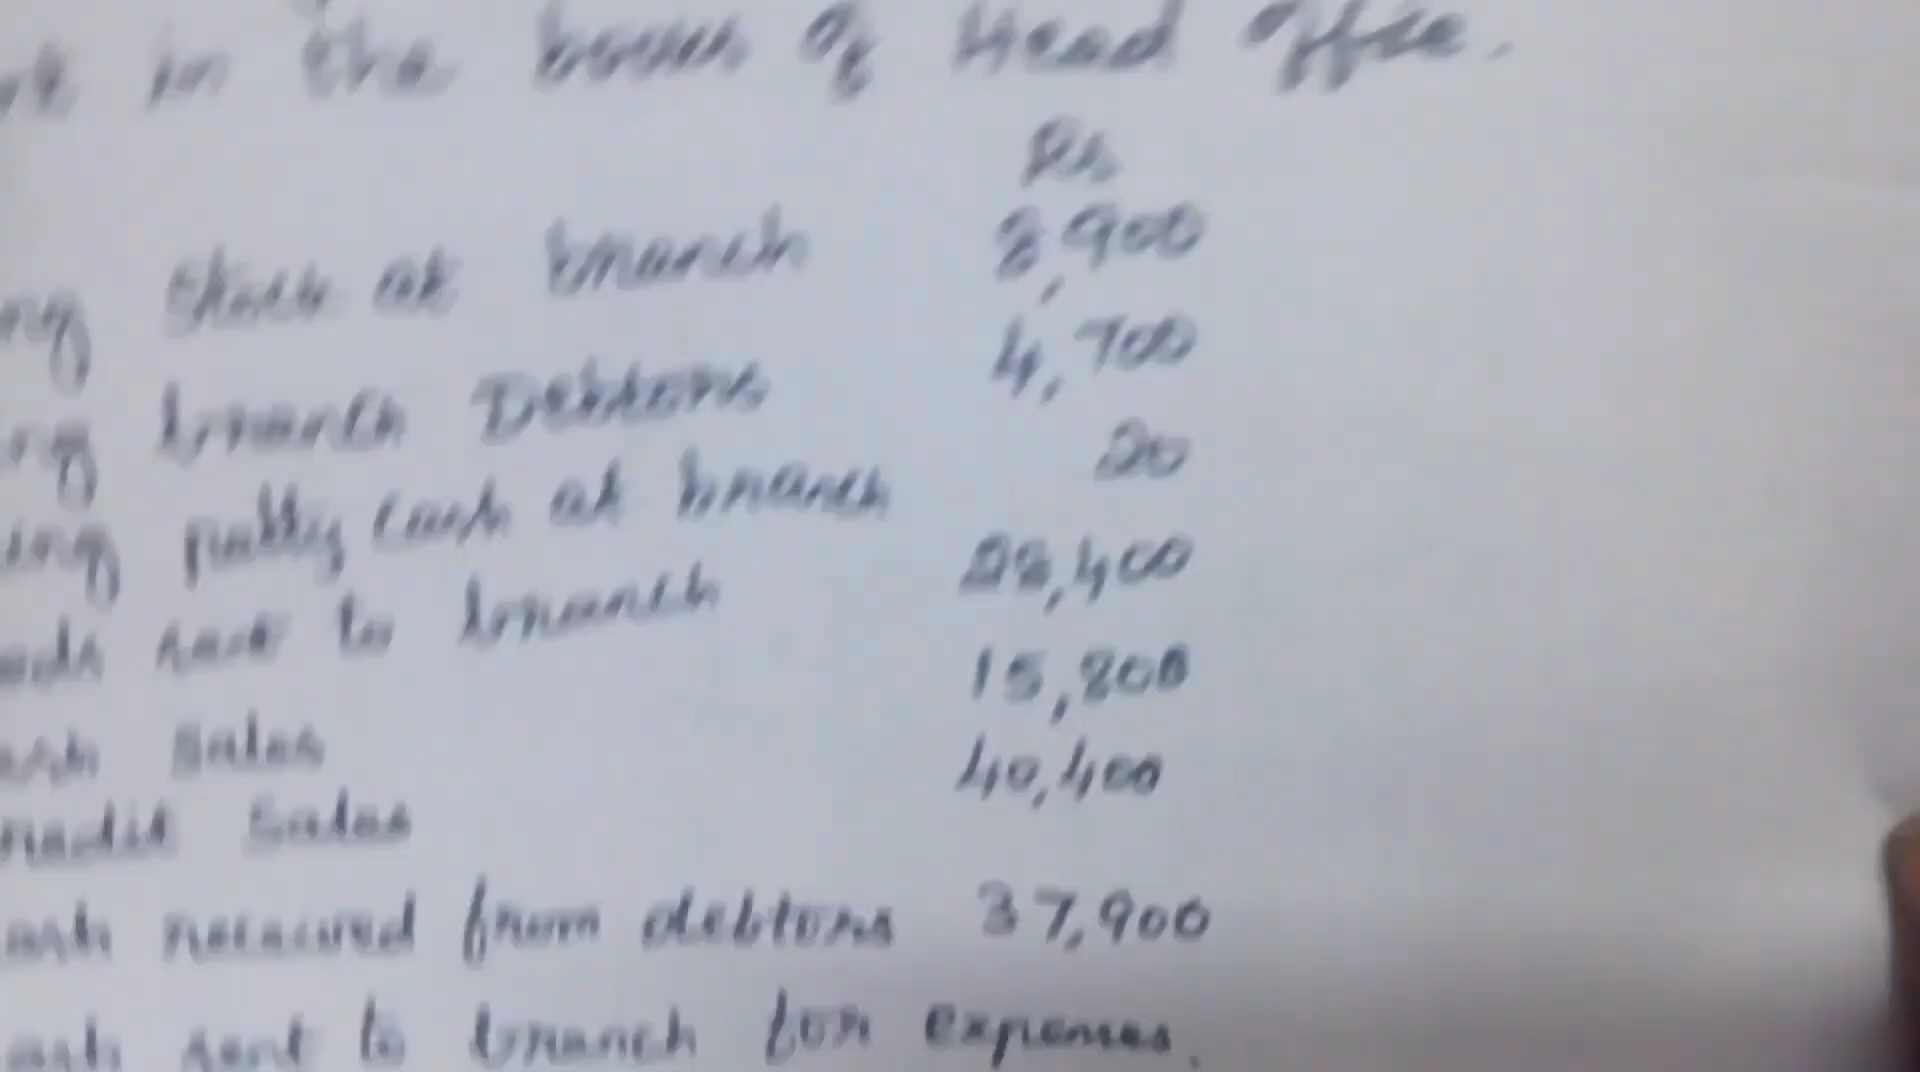 in the books of Head office.
Rs
stock at branch 8,900
branch Debtors 4,700
petty cash at branch 20
sent to branch 28,400
sales 15,800
sales 40,400
received from debtors 37,900
sent to branch for expenses.